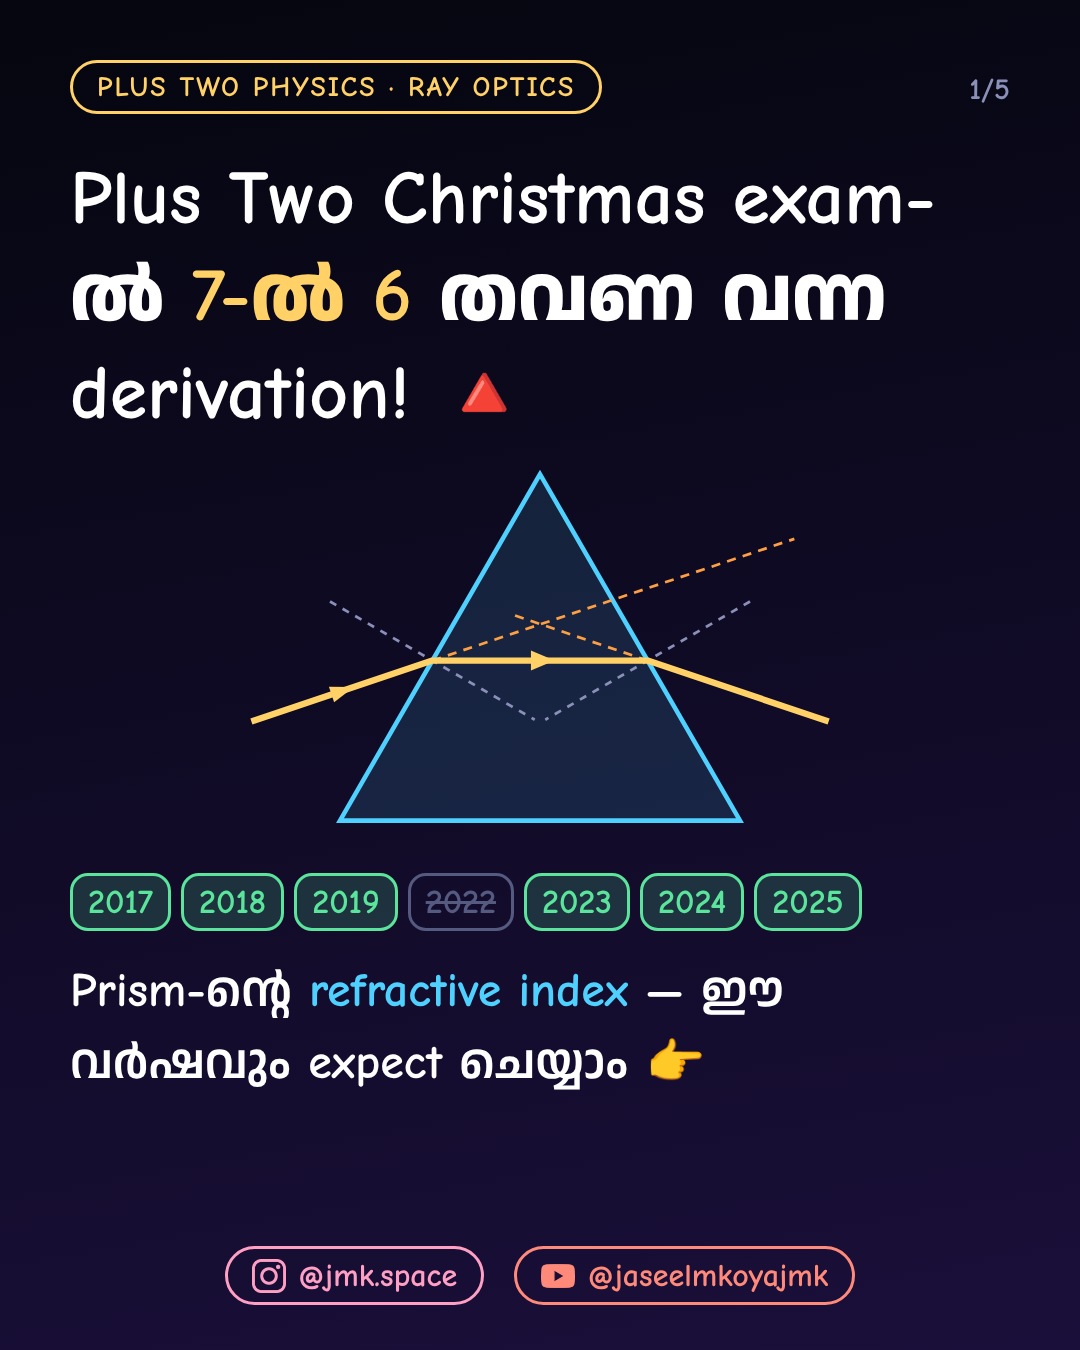 PLUS TWO PHYSICS · RAY OPTICS
1/5
Plus Two Christmas exam-
ൽ 7-ൽ 6 തവണ വന്ന
derivation! 🔺
2017 2018 2019 2022 2023 2024 2025
Prism-ന്റെ refractive index — ഈ
വർഷവും expect ചെയ്യാം 👉
@jmk.space @jaseelmkoyajmk